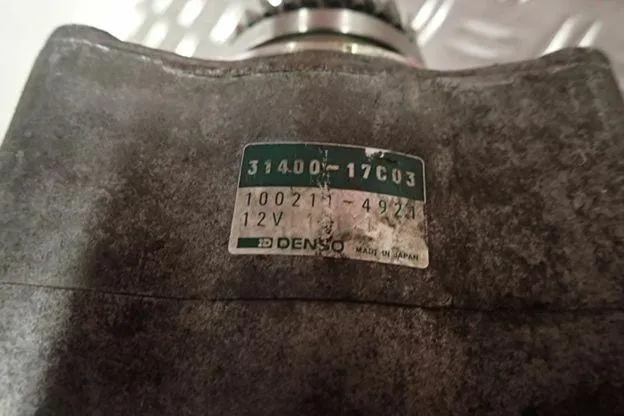 31400-17C03
100211-4921
12V
DENSO MADE IN JAPAN